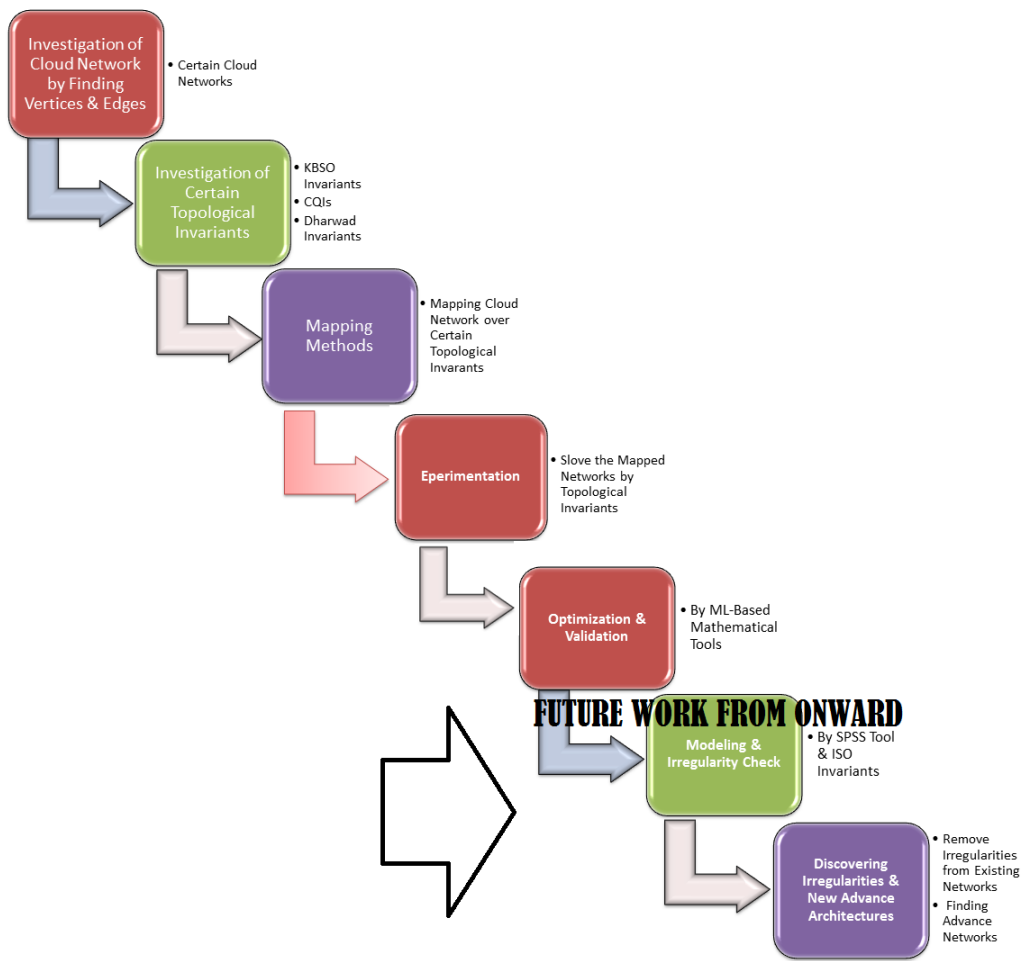 Investigation of
Cloud Network
by Finding
Vertices & Edges
• Certain Cloud
Networks
Investigation of
Certain
Topological
Invariants
• KBSO
Invariants
• CQIs
• Dharwad
Invariants
Mapping
Methods
• Mapping Cloud
Network over
Certain
Topological
Invarants
Eperimentation
• Slove the Mapped
Networks by
Topological
Invariants
Optimization &
Validation
• By ML-Based
Mathematical
Tools
FUTURE WORK FROM ONWARD
Modeling &
Irregularity Check
• By SPSS Tool
& ISO
Invariants
Discovering
Irregularities &
New Advance
Architectures
• Remove
Irregularities
from Existing
Networks
• Finding
Advance
Networks